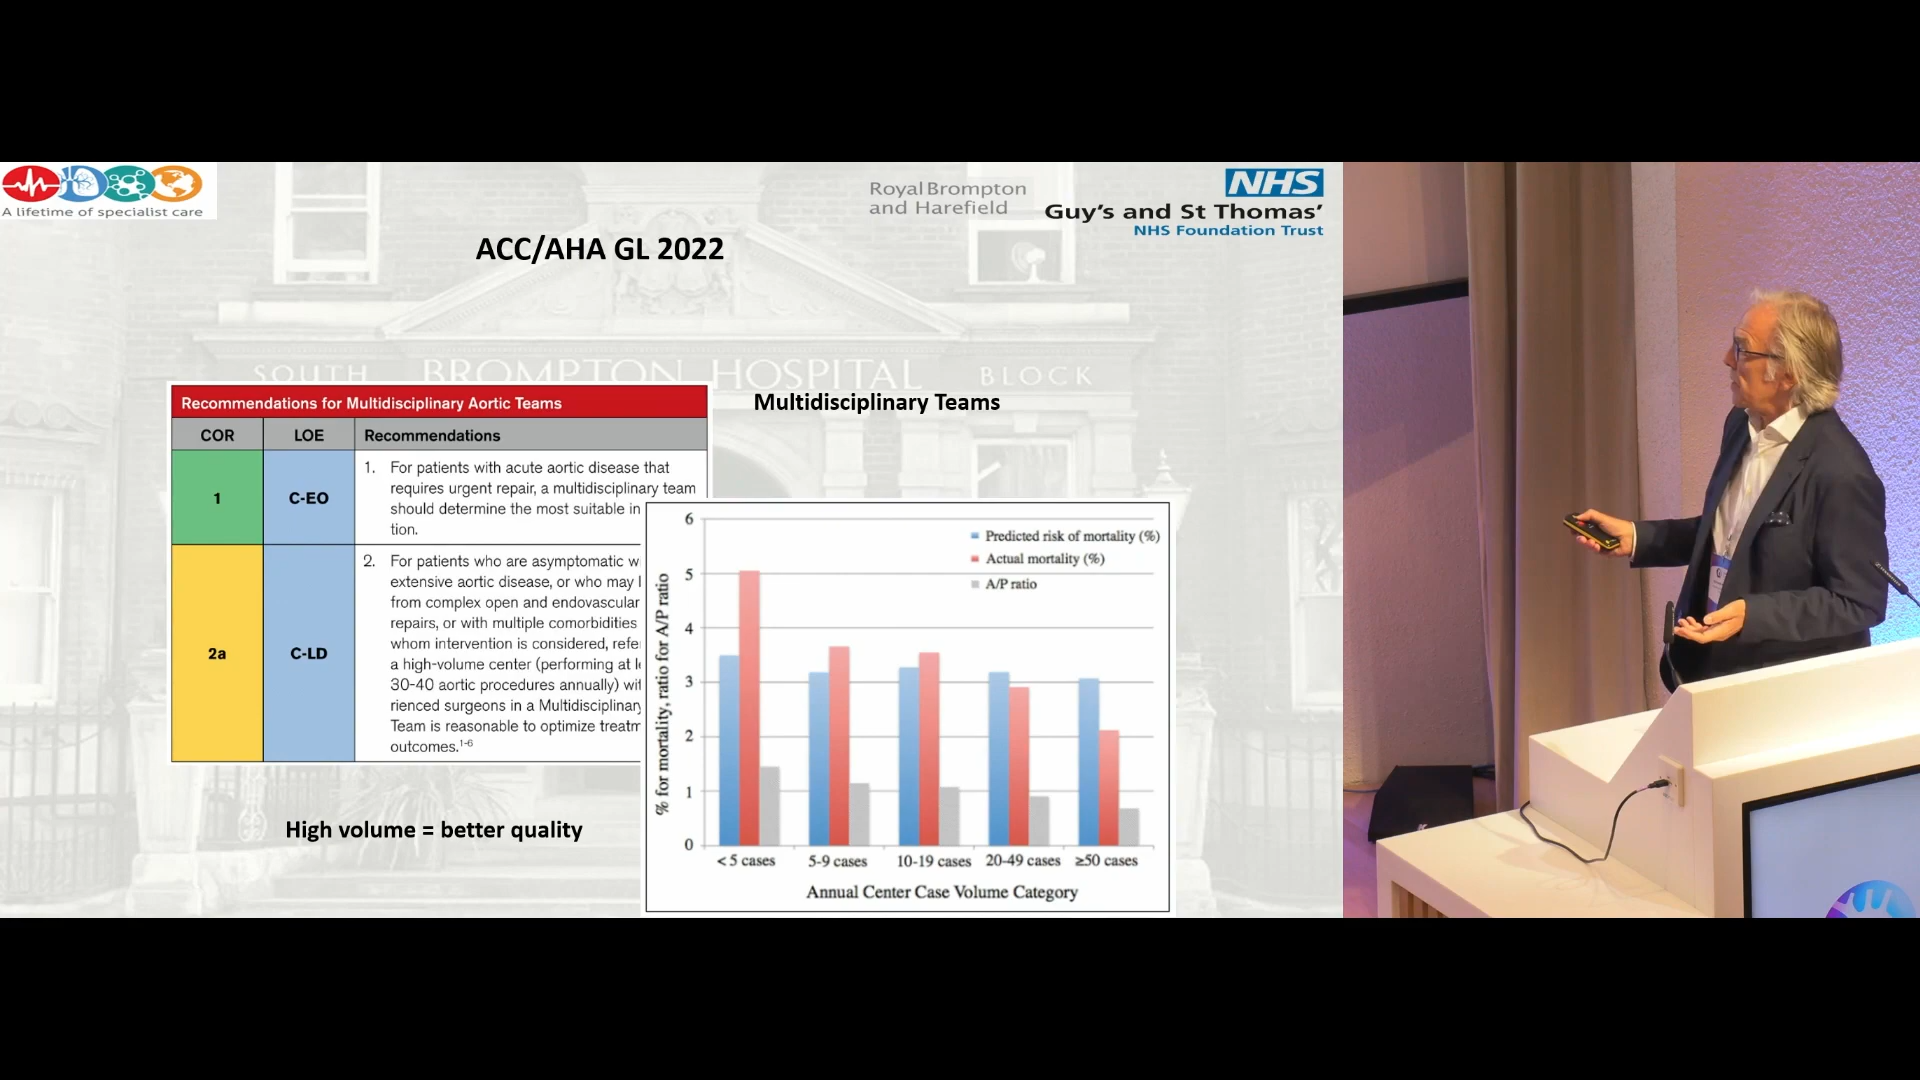 A lifetime of specialist care
Royal Brompton
and Harefield
NHS
Guy's and St Thomas'
NHS Foundation Trust
ACC/AHA GL 2022
SOUTH BROMPTON HOSPITAL BLOCK
Recommendations for Multidisciplinary Aortic Teams
COR LOE Recommendations
1 C-EO
1. For patients with acute aortic disease that
requires urgent repair, a multidisciplinary team
should determine the most suitable in
tion.
2a C-LD
2. For patients who are asymptomatic
extensive aortic disease, or who may
from complex open and endovascular
repairs, or with multiple comorbidities
whom intervention is considered,
a high-volume center (performing at
30-40 aortic procedures annually)
rienced surgeons in a Multidisciplinary
Team is reasonable to optimize
outcomes.1-6
Multidisciplinary Teams
High volume = better quality
% for mortality, ratio for A/P ratio
6
5
4
3
2
1
0
Predicted risk of mortality (%)
Actual mortality (%)
A/P ratio
< 5 cases 5-9 cases 10-19 cases 20-49 cases ≥50 cases
Annual Center Case Volume Category